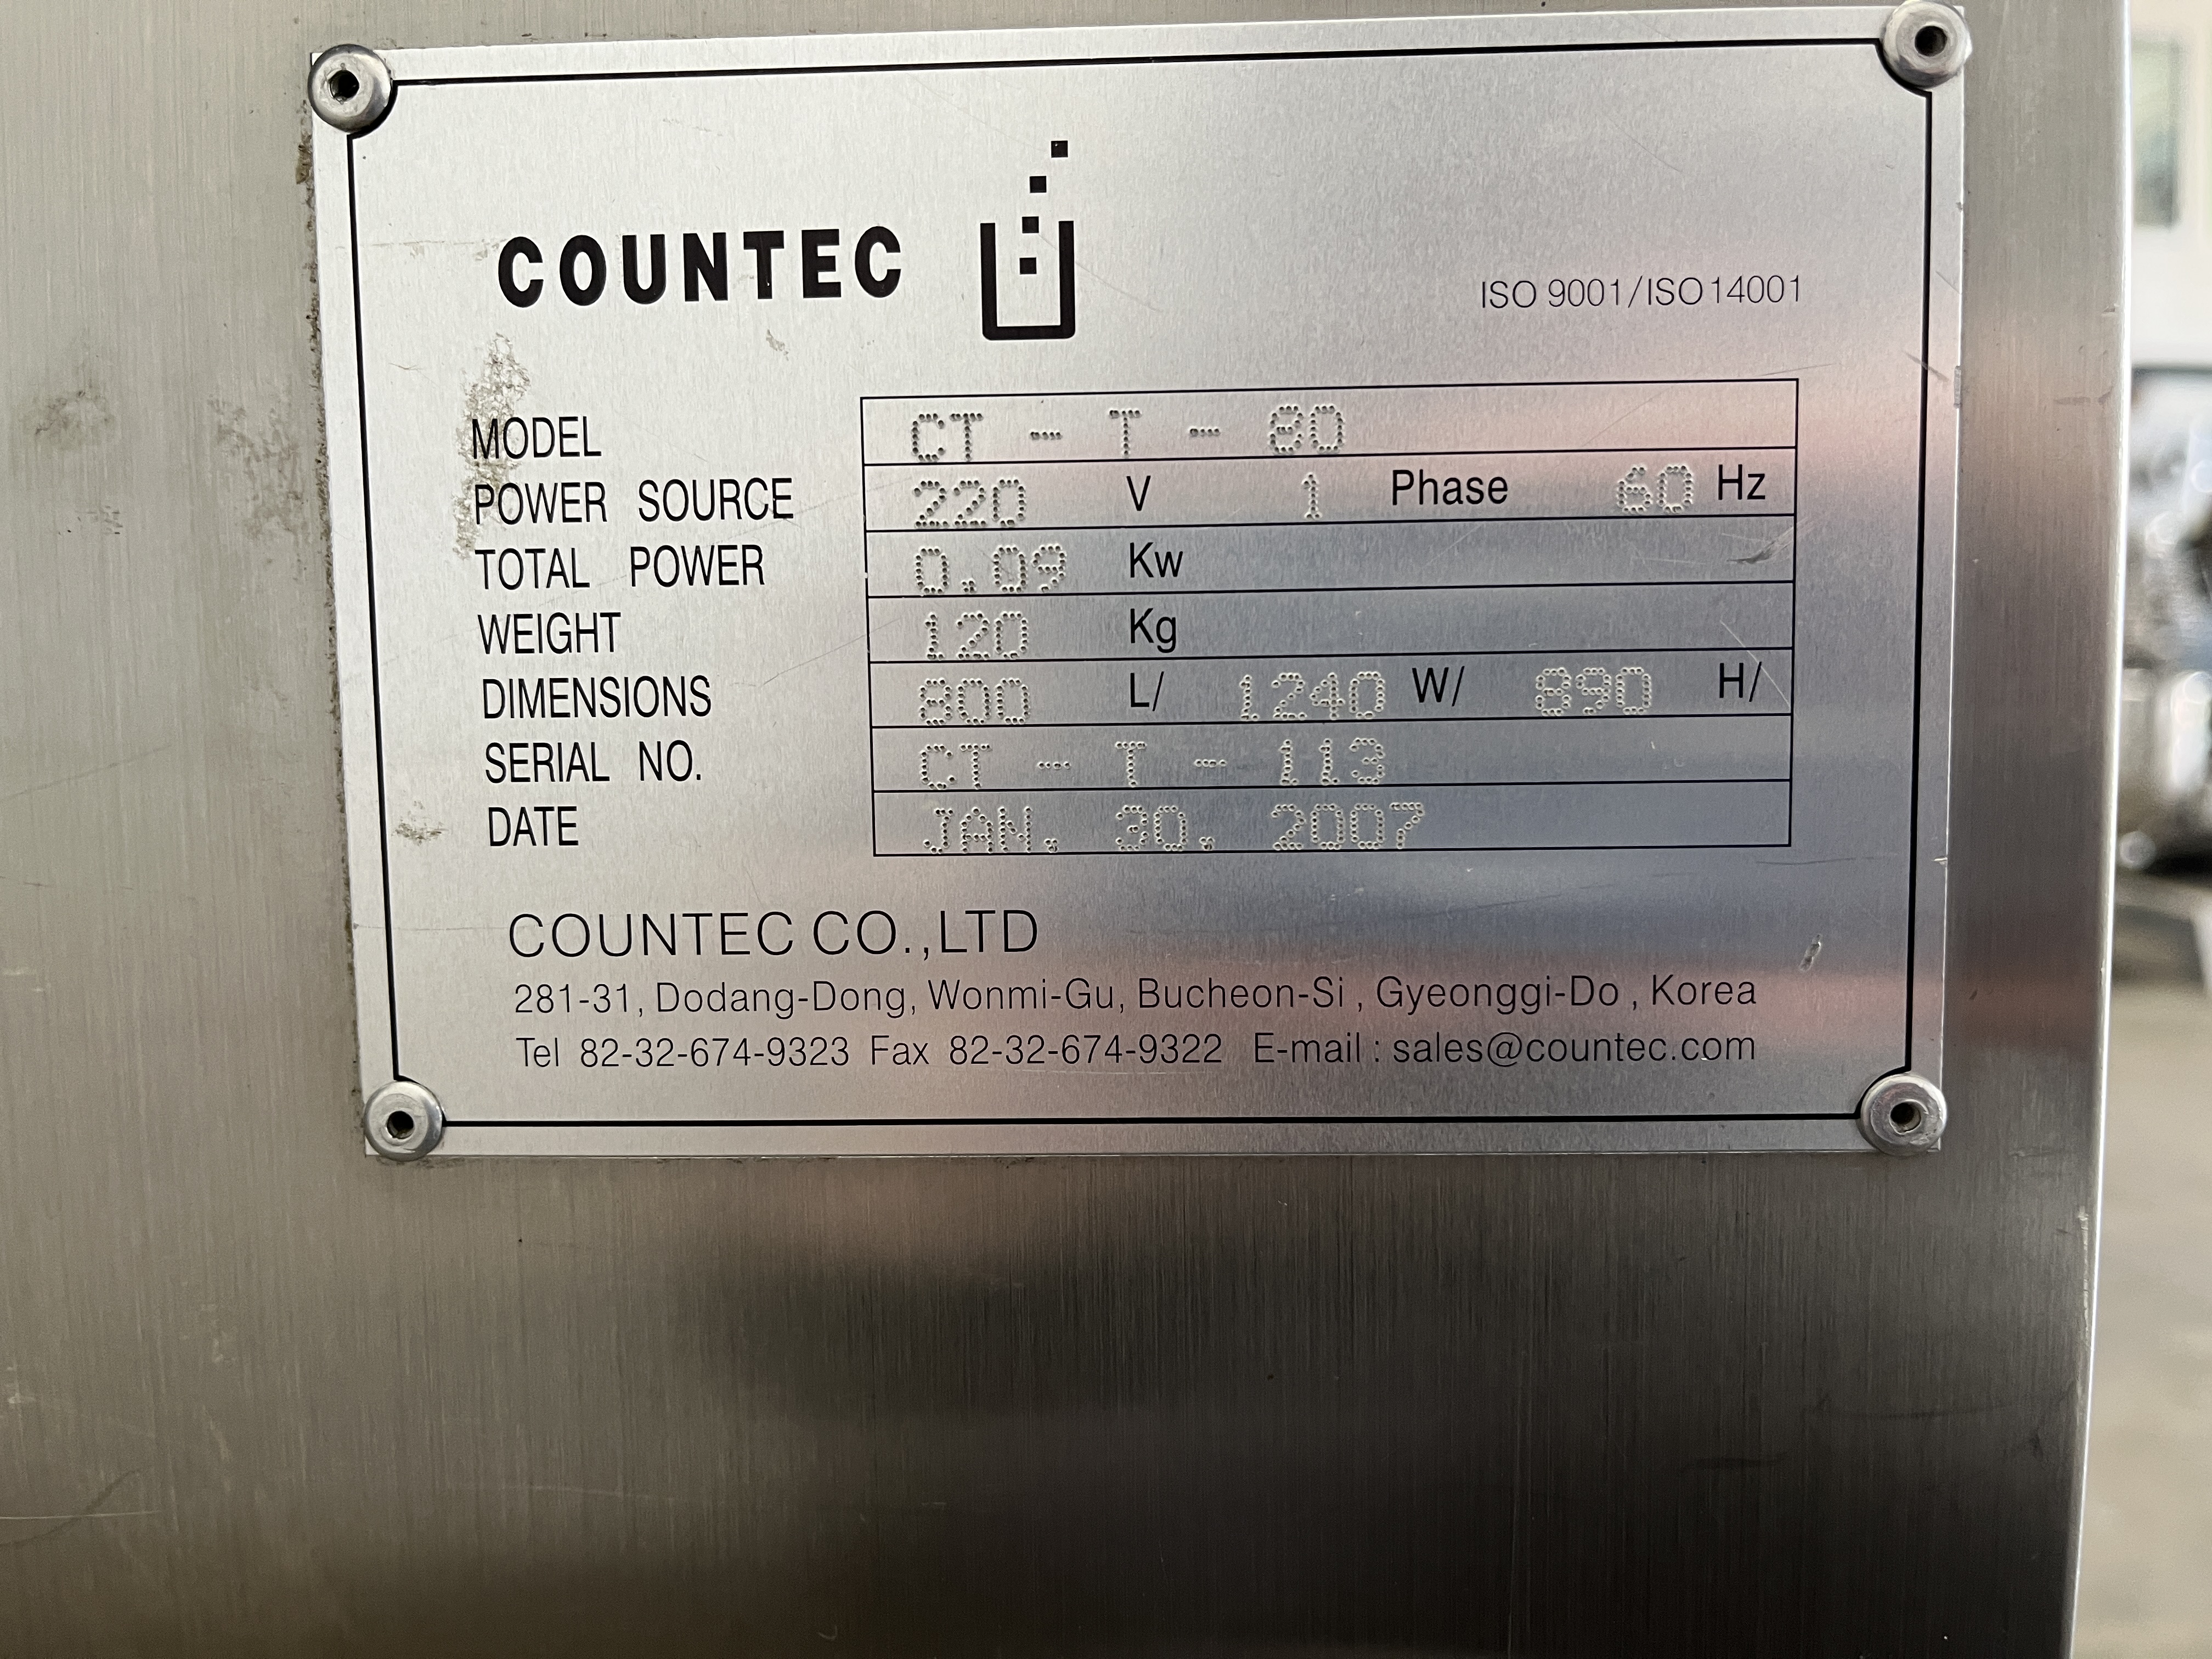 COUNTEC
ISO 9001/ISO14001
MODEL CT - T - 80
POWER SOURCE 220 V 1 Phase 60 Hz
TOTAL POWER 0.09 Kw
WEIGHT 120 Kg
DIMENSIONS 800 L/ 1240 W/ 890 H/
SERIAL NO. CT - T - 113
DATE JAN. 30. 2007
COUNTEC CO.,LTD
281-31, Dodang-Dong, Wonmi-Gu, Bucheon-Si , Gyeonggi-Do , Korea
Tel 82-32-674-9323 Fax 82-32-674-9322 E-mail : sales@countec.com